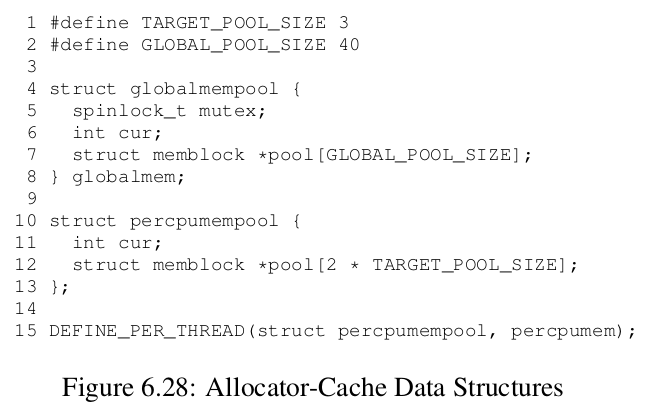 1 #define TARGET_POOL_SIZE 3
2 #define GLOBAL_POOL_SIZE 40
3
4 struct globalmempool {
5   spinlock_t mutex;
6   int cur;
7   struct memblock *pool[GLOBAL_POOL_SIZE];
8 } globalmem;
9
10 struct percpumempool {
11   int cur;
12   struct memblock *pool[2 * TARGET_POOL_SIZE];
13 };
14
15 DEFINE_PER_THREAD(struct percpumempool, percpumem);
Figure 6.28: Allocator-Cache Data Structures